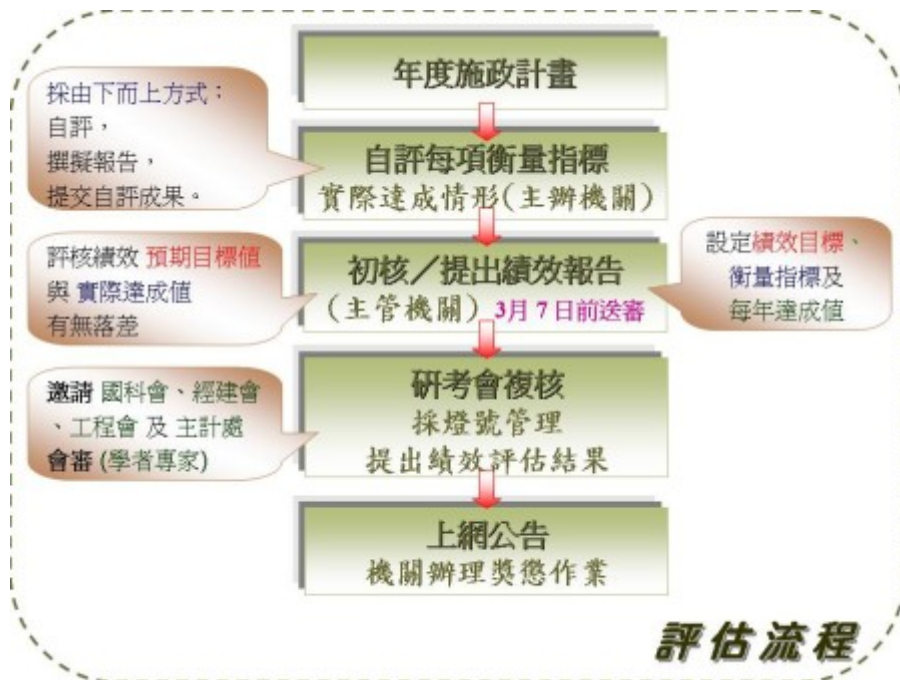 年度施政計畫
採由下而上方式：
自評，
撰擬報告，
提交自評成果。
自評每項衡量指標
實際達成情形(主辦機關)
評核績效 預期目標值
與 實際達成值
有無落差
初核／提出績效報告
(主管機關) 3月7日前送審
設定績效目標、
衡量指標及
每年達成值
邀請 國科會、經建會
、工程會 及 主計處
會審 (學者專家)
研考會複核
採燈號管理
提出績效評估結果
上網公告
機關辦理獎懲作業
評估流程